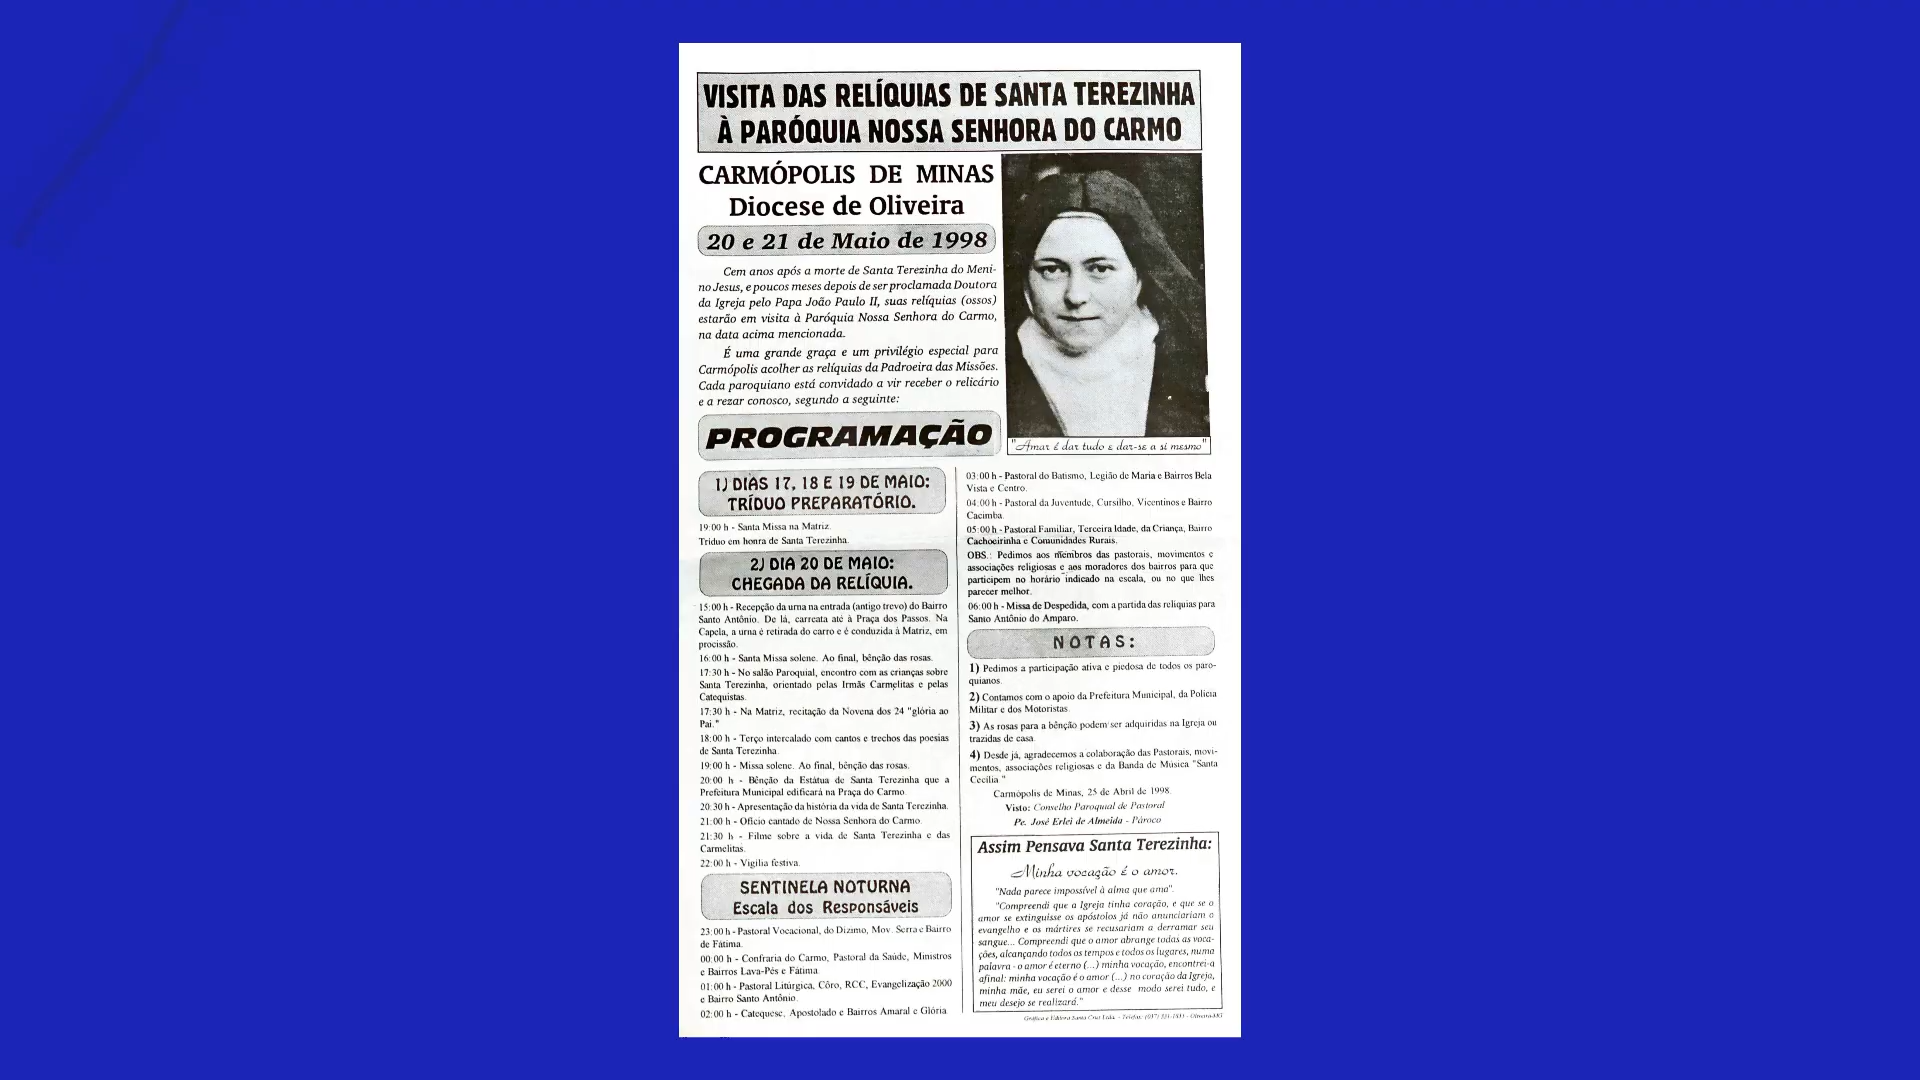 VISITA DAS RELÍQUIAS DE SANTA TEREZINHA
À PARÓQUIA NOSSA SENHORA DO CARMO
CARMÓPOLIS DE MINAS
Diocese de Oliveira
20 e 21 de Maio de 1998
Cem anos após a morte de Santa Terezinha do Meni-
no Jesus, e poucos meses depois de ser proclamada Doutora
da Igreja pelo Papa João Paulo II, suas relíquias (ossos)
estarão em visita à Paróquia Nossa Senhora do Carmo,
na data acima mencionada.
É uma grande graça e um privilégio especial para
Carmópolis acolher as relíquias da Padroeira das Missões.
Cada paroquiano está convidado a vir receber o relicário
e a rezar conosco, segundo a seguinte:
"Amar é dar tudo e dar-se a si mesmo"
PROGRAMAÇÃO
1) DIAS 17, 18 E 19 DE MAIO:
TRÍDUO PREPARATÓRIO.
19:00 h - Santa Missa na Matriz.
Tríduo em honra de Santa Terezinha.
2) DIA 20 DE MAIO:
CHEGADA DA RELÍQUIA.
15:00 h - Recepção da urna na entrada (antigo trevo) do Bairro
Santo Antônio. De lá, carreata até à Praça dos Passos. Na
Capela, a urna é retirada do carro e é conduzida à Matriz, em
procissão.
16:00 h - Santa Missa solene. Ao final, bênção das rosas.
17:30 h - No salão Paroquial, encontro com as crianças sobre
Santa Terezinha, orientado pelas Irmãs Carmelitas e pelas
Catequistas.
17:30 h - Na Matriz, recitação da Novena dos 24 "glória ao
Pai."
18:00 h - Terço intercalado com cantos e trechos das poesias
de Santa Terezinha.
19:00 h - Missa solene. Ao final, bênção das rosas.
20:00 h - Bênção da Estátua de Santa Terezinha que a
Prefeitura Municipal edificará na Praça do Carmo.
20:30 h - Apresentação da história da vida de Santa Terezinha.
21:00 h - Ofício cantado de Nossa Senhora do Carmo.
21:30 h - Filme sobre a vida de Santa Terezinha e das
Carmelitas.
22:00 h - Vigília festiva.
SENTINELA NOTURNA
Escala dos Responsáveis
23:00 h - Pastoral Vocacional, do Dízimo, Mov. Serra e Bairro
de Fátima.
00:00 h - Confraria do Carmo, Pastoral da Saúde, Ministros
e Bairros Lava-Pés e Fátima
01:00 h - Pastoral Litúrgica, Côro, RCC, Evangelização 2000
e Bairro Santo Antônio.
02:00 h - Catequese, Apostolado e Bairros Amaral e Glória.
03:00 h - Pastoral do Batismo, Legião de Maria e Bairros Bela
Vista e Centro.
04:00 h - Pastoral da Juventude, Cursilho, Vicentinos e Bairro
Cacimba.
05:00 h - Pastoral Familiar, Terceira Idade, da Criança, Bairro
Cachoeirinha e Comunidades Rurais.
OBS.: Pedimos aos membros das pastorais, movimentos e
associações religiosas e aos moradores dos bairros para que
participem no horário indicado na escala, ou no que lhes
parecer melhor.
06:00 h - Missa de Despedida, com a partida das relíquias para
Santo Antônio do Amparo.
NOTAS:
1) Pedimos a participação ativa e piedosa de todos os paro-
quianos.
2) Contamos com o apoio da Prefeitura Municipal, da Polícia
Militar e dos Motoristas.
3) As rosas para a bênção podem ser adquiridas na Igreja ou
trazidas de casa.
4) Desde já, agradecemos a colaboração das Pastorais, movi-
mentos, associações religiosas e da Banda de Música "Santa
Cecília "
Carmópolis de Minas, 25 de Abril de 1998.
Visto: Conselho Paroquial de Pastoral
Pe. José Erlei de Almeida - Pároco
Assim Pensava Santa Terezinha:
Minha vocação é o amor.
"Nada parece impossível à alma que ama".
"Compreendi que a Igreja tinha coração, e que se o
amor se extinguisse os apóstolos já não anunciariam o
evangelho e os mártires se recusariam a derramar seu
sangue... Compreendi que o amor abrange todas as voca-
ções, alcançando todos os tempos e todos os lugares, numa
palavra - o amor é eterno (...) minha vocação, encontrei-a
afinal: minha vocação é o amor (...) no coração da Igreja,
minha mãe, eu serei o amor e desse modo serei tudo, e
meu desejo se realizará."
Gráfica e Editora Santa Cruz Ltda. - Telefax: (037) - Oliveira-MG